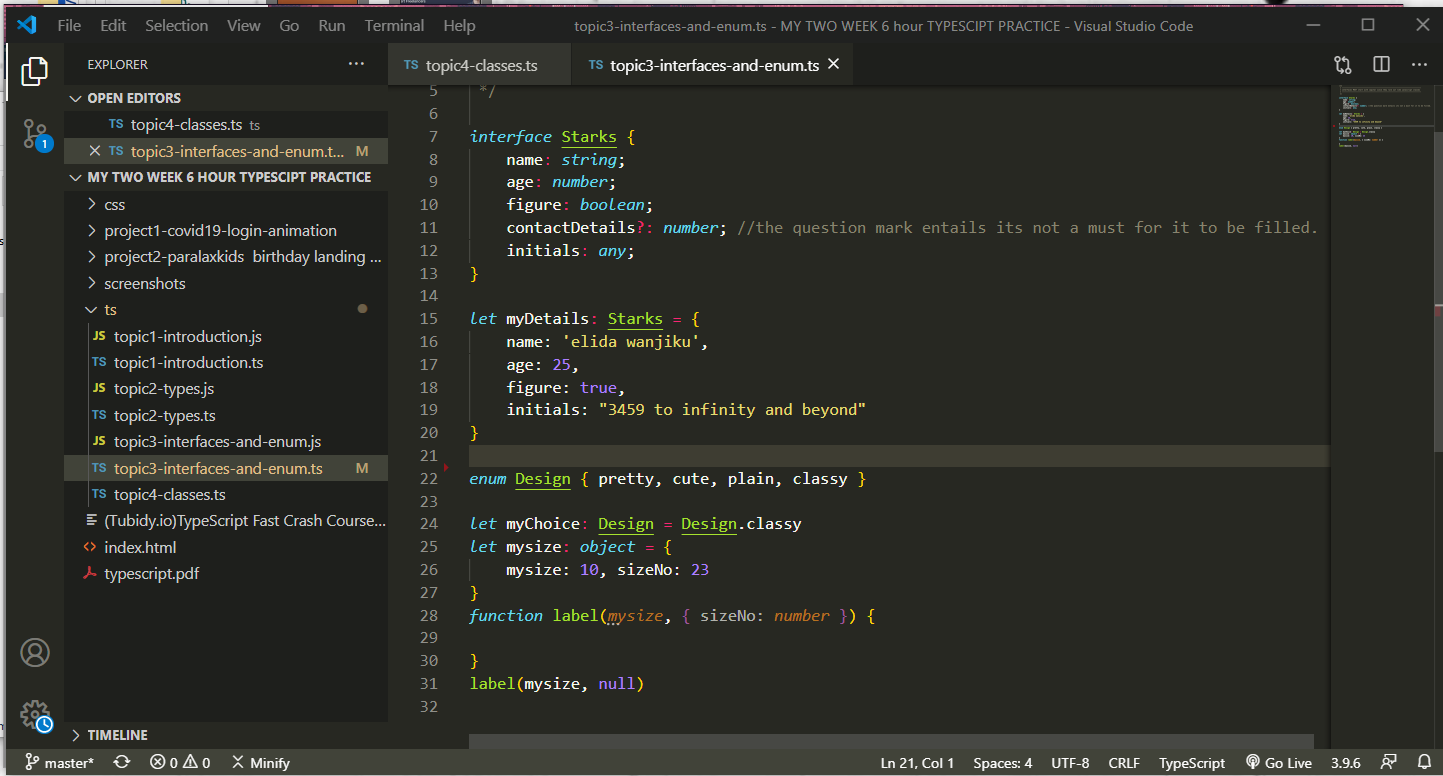 File Edit Selection View Go Run Terminal Help topic3-interfaces-and-enum.ts - MY TWO WEEK 6 hour TYPESCIPT PRACTICE - Visual Studio Code
EXPLORER ···
TS topic4-classes.ts
TS topic3-interfaces-and-enum.ts
OPEN EDITORS
TS topic4-classes.ts ts
TS topic3-interfaces-and-enum.t... M
MY TWO WEEK 6 HOUR TYPESCIPT PRACTICE
css
project1-covid19-login-animation
project2-paralaxkids birthday landing ...
screenshots
ts
JS topic1-introduction.js
TS topic1-introduction.ts
JS topic2-types.js
TS topic2-types.ts
JS topic3-interfaces-and-enum.js
TS topic3-interfaces-and-enum.ts M
TS topic4-classes.ts
(Tubidy.io)TypeScript Fast Crash Course...
index.html
typescript.pdf
TIMELINE
1
5 */
6
7 interface Starks {
8 name: string;
9 age: number;
10 figure: boolean;
11 contactDetails?: number; //the question mark entails its not a must for it to be filled.
12 initials: any;
13 }
14
15 let myDetails: Starks = {
16 name: 'elida wanjiku',
17 age: 25,
18 figure: true,
19 initials: "3459 to infinity and beyond"
20 }
21
22 enum Design { pretty, cute, plain, classy }
23
24 let myChoice: Design = Design.classy
25 let mysize: object = {
26 mysize: 10, sizeNo: 23
27 }
28 function label(mysize, { sizeNo: number }) {
29
30 }
31 label(mysize, null)
32
master* 0 0 Minify Ln 21, Col 1 Spaces: 4 UTF-8 CRLF TypeScript Go Live 3.9.6